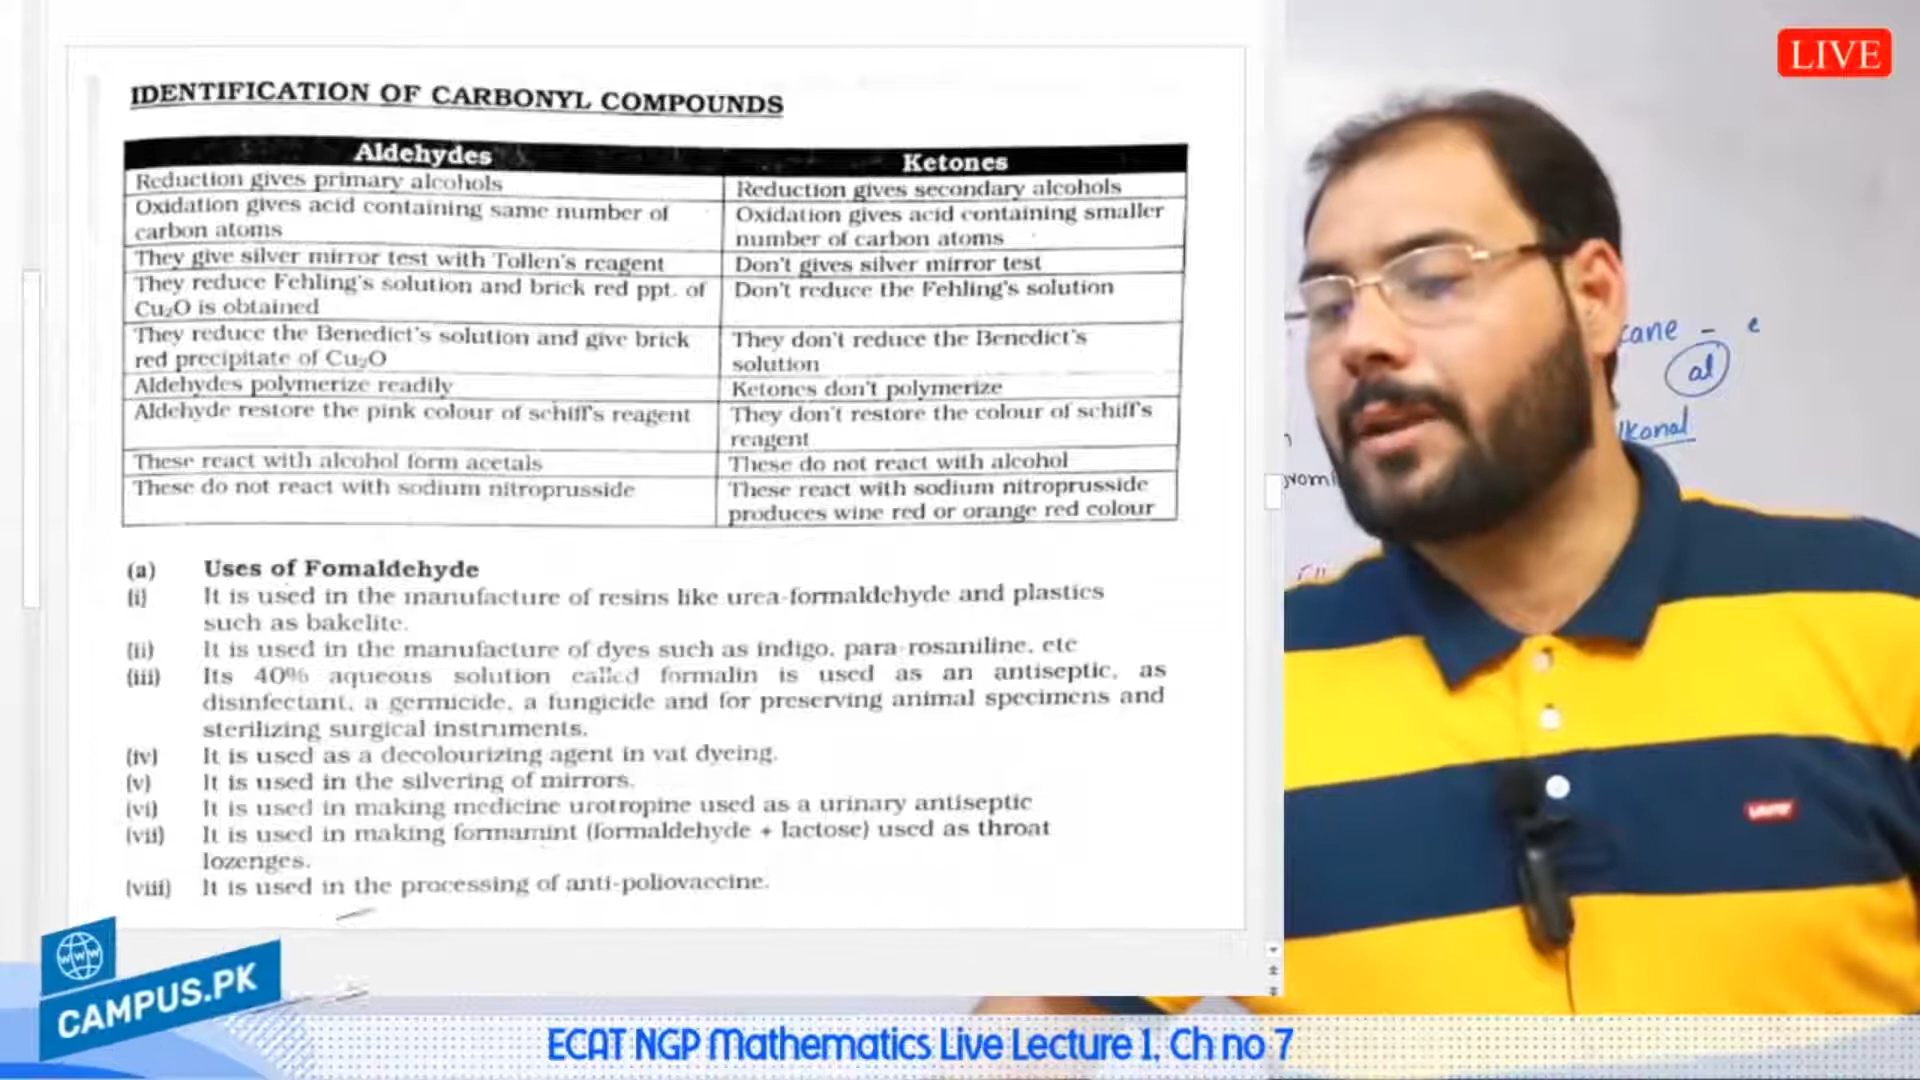 LIVE
IDENTIFICATION OF CARBONYL COMPOUNDS
Aldehydes
Ketones
Reduction gives primary alcohols
Reduction gives secondary alcohols
Oxidation gives acid containing same number of
carbon atoms
Oxidation gives acid containing smaller
number of carbon atoms
They give silver mirror test with Tollen's reagent
Don't gives silver mirror test
They reduce Fehling's solution and brick red ppt. of
Cu₂O is obtained
Don't reduce the Fehling's solution
They reduce the Benedict's solution and give brick
red precipitate of Cu₂O
They don't reduce the Benedict's
solution
Aldehydes polymerize readily
Ketones don't polymerize
Aldehyde restore the pink colour of schiff's reagent
They don't restore the colour of schiff's
reagent
These react with alcohol form acetals
These do not react with alcohol
These do not react with sodium nitroprusside
These react with sodium nitroprusside
produces wine red or orange red colour
(a) Uses of Fomaldehyde
(i) It is used in the manufacture of resins like urea-formaldehyde and plastics
such as bakelite.
(ii) It is used in the manufacture of dyes such as indigo, para-rosaniline, etc
(iii) Its 40% aqueous solution called formalin is used as an antiseptic, as
disinfectant, a germicide, a fungicide and for preserving animal specimens and
sterilizing surgical instruments.
(iv) It is used as a decolourizing agent in vat dyeing.
(v) It is used in the silvering of mirrors.
(vi) It is used in making medicine urotropine used as a urinary antiseptic
(vii) It is used in making formamint (formaldehyde + lactose) used as throat
lozenges.
(viii) It is used in the processing of anti-poliovaccine.
cane - e
al
lkanal
www
CAMPUS.PK
ECAT NGP Mathematics Live Lecture 1, Ch no 7